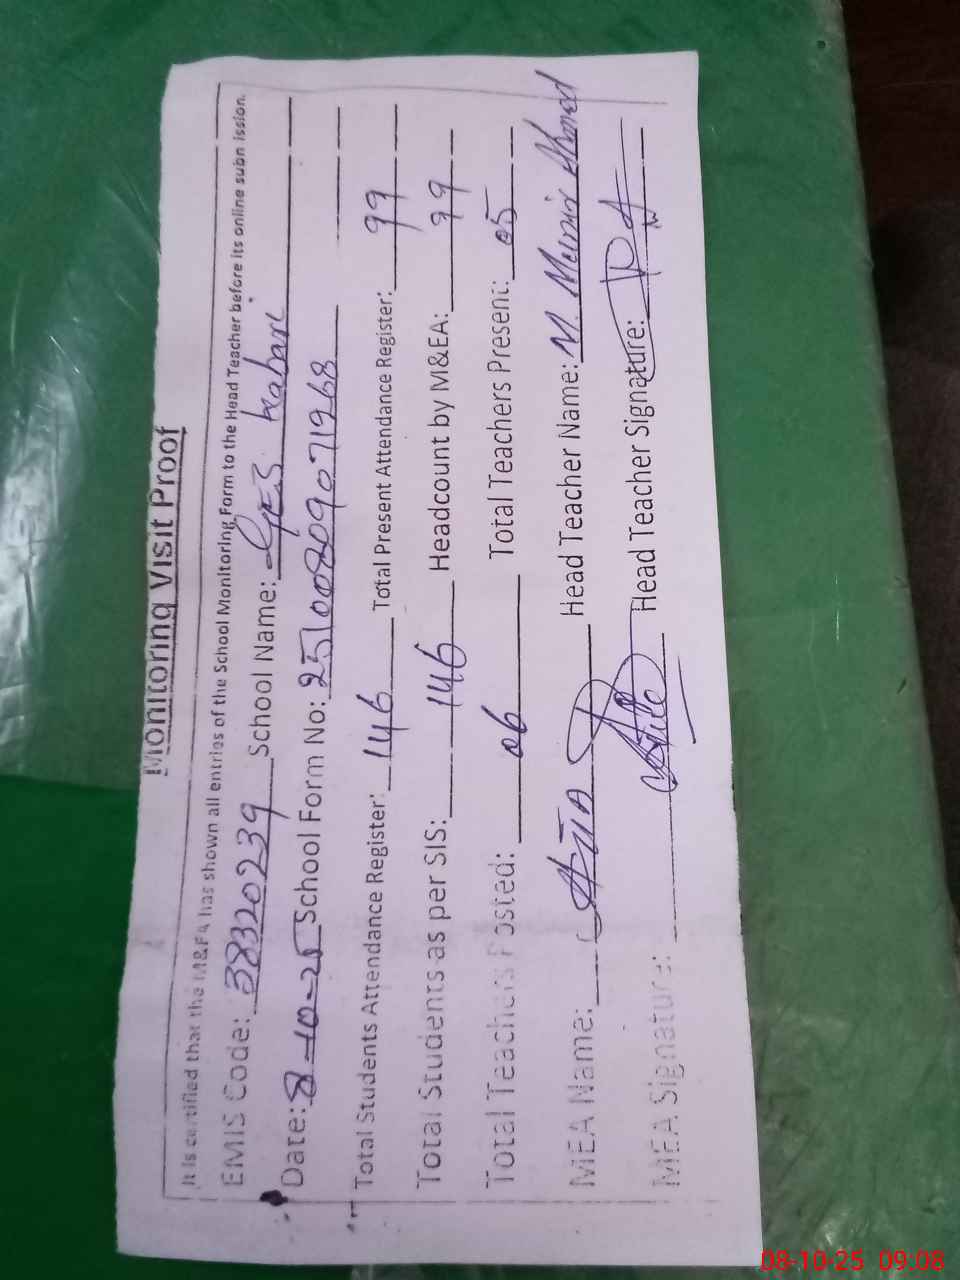 Monitoring Visit Proof
It is certified that the M&EA has shown all entries of the School Monitoring Form to the Head Teacher before its online submission.
EMIS Code: 38320239 School Name: GES
Date: 8-10-25 School Form No: 251008209071968
Total Students Attendance Register: 146 Total Present Attendance Register: 99
Total Students as per SIS: 146 Headcount by M&EA: 99
Total Teachers Posted: 06 Total Teachers Present: 05
MEA Name: Head Teacher Name: M. Munir Ahmad
MEA Signature: Head Teacher Signature:
08-10-25 09:08